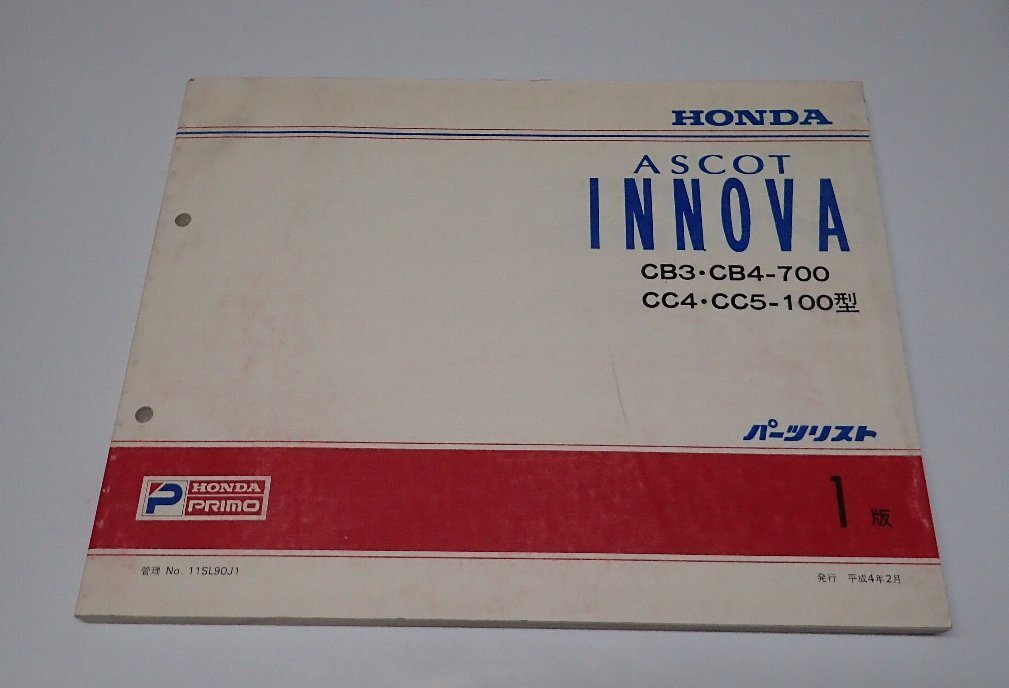 HONDA
ASCOT
INNOVA
CB3・CB4-700
CC4・CC5-100型
パーツリスト
HONDA
PRIMO
1版
管理 No. 11SL90J1
発行 平成4年2月